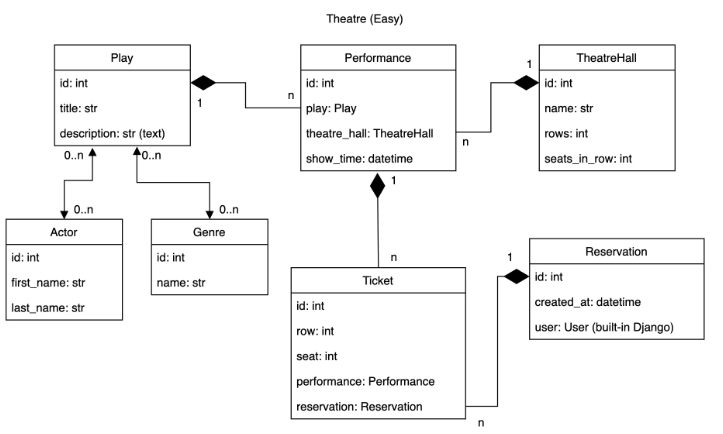 Theatre (Easy)
Play
id: int
title: str
description: str (text)
1
n
Performance
id: int
play: Play
theatre_hall: TheatreHall
show_time: datetime
1
n
TheatreHall
id: int
name: str
rows: int
seats_in_row: int
0..n
0..n
0..n
0..n
Actor
id: int
first_name: str
last_name: str
Genre
id: int
name: str
1
n
Ticket
id: int
row: int
seat: int
performance: Performance
reservation: Reservation
1
n
Reservation
id: int
created_at: datetime
user: User (built-in Django)